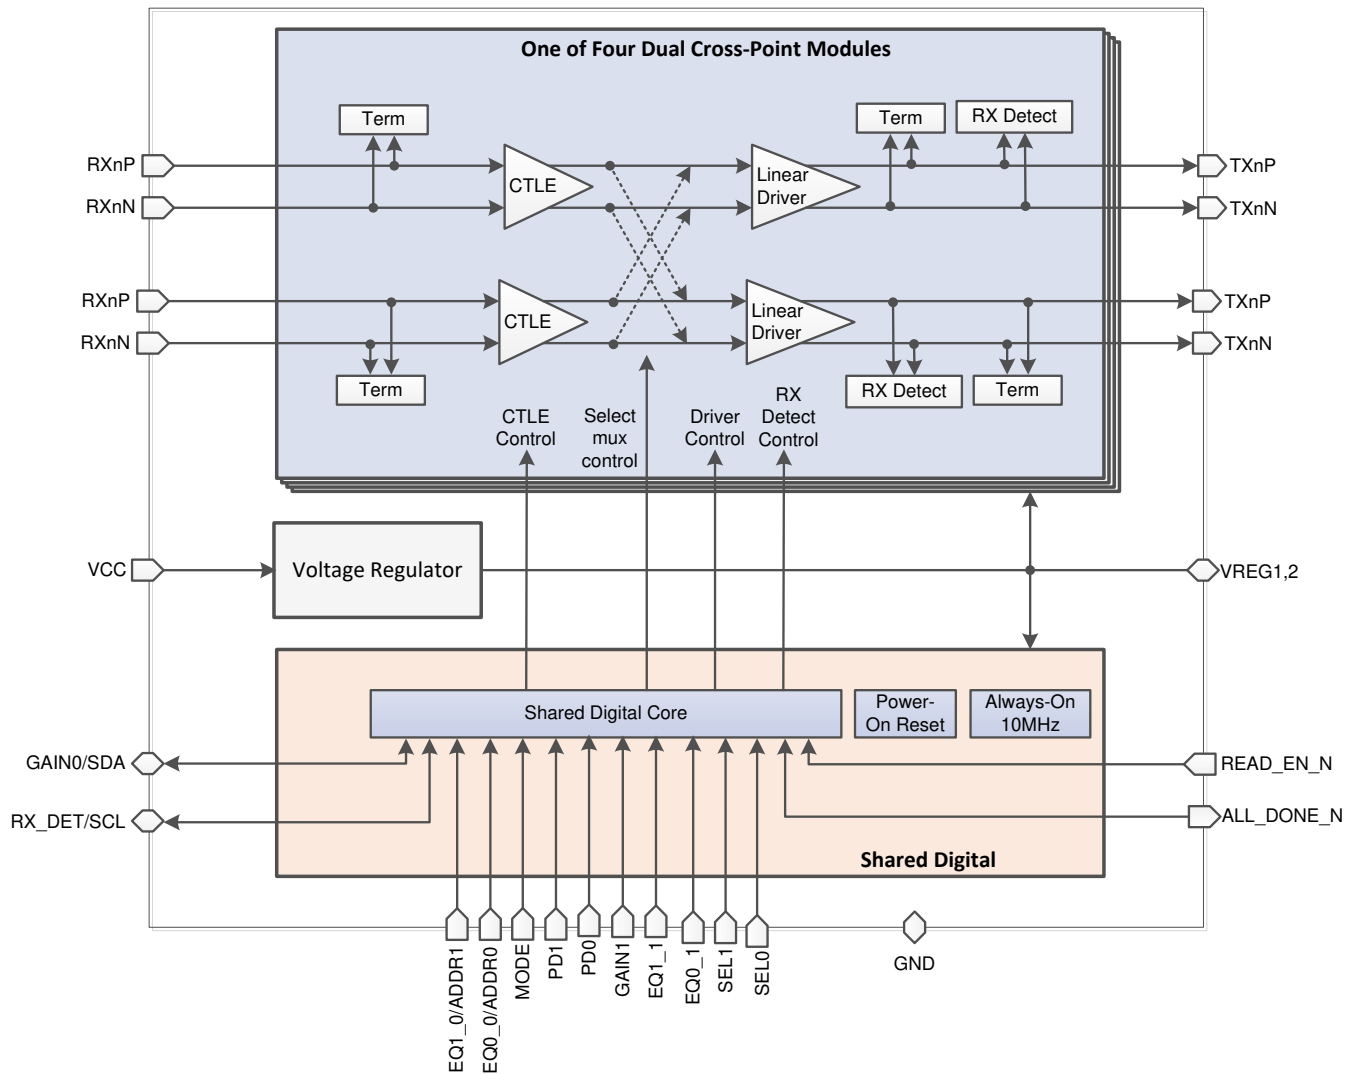 One of Four Dual Cross-Point Modules
Term
Term
RX Detect
RXnP
CTLE
Linear
Driver
TXnP
RXnN
TXnN
RXnP
CTLE
Linear
Driver
TXnP
RXnN
TXnN
Term
RX Detect
Term
CTLE
Control
Select
mux
control
Driver
Control
RX
Detect
Control
VCC
Voltage Regulator
VREG1,2
Shared Digital Core
Power-
On Reset
Always-On
10MHz
GAIN0/SDA
READ_EN_N
RX_DET/SCL
ALL_DONE_N
Shared Digital
EQ1_0/ADDR1
EQ0_0/ADDR0
MODE
PD1
PD0
GAIN1
EQ1_1
EQ0_1
SEL1
SEL0
GND